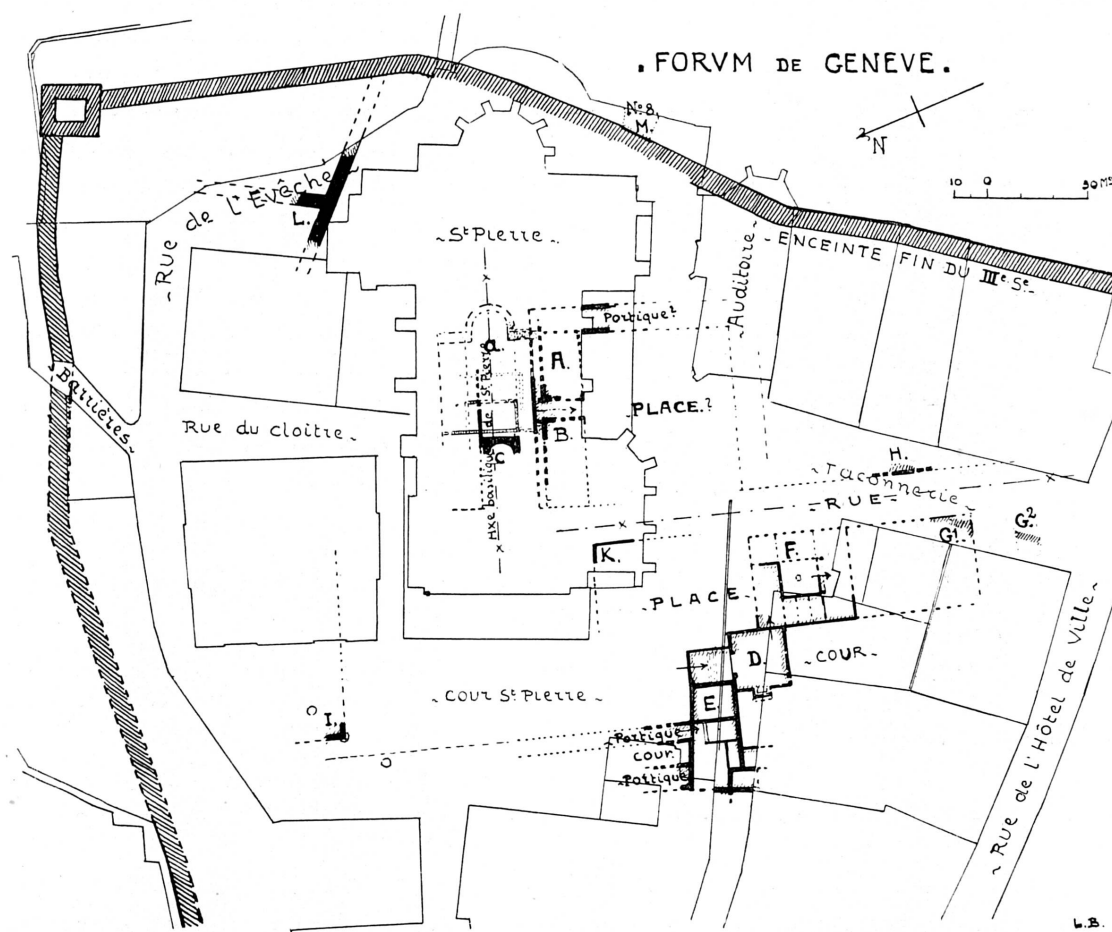 . FORVM DE GENEVE .
N
10 0 30 Ms
No 8.
M.
Rue de l'Evêché
L.
St Pierre
ENCEINTE FIN DU IIIe Se
Auditoire
Portique?
a.
A.
Axe basilique de St Pierre
PLACE.?
B.
C
Barrières
Rue du Cloître
H.
Taconnerie
RUE
G1.
G2.
F.
K.
PLACE
D.
COUR
E
Cour St Pierre
I.
Portique
Cour
Portique
Rue de l'Hôtel de Ville
L.B.